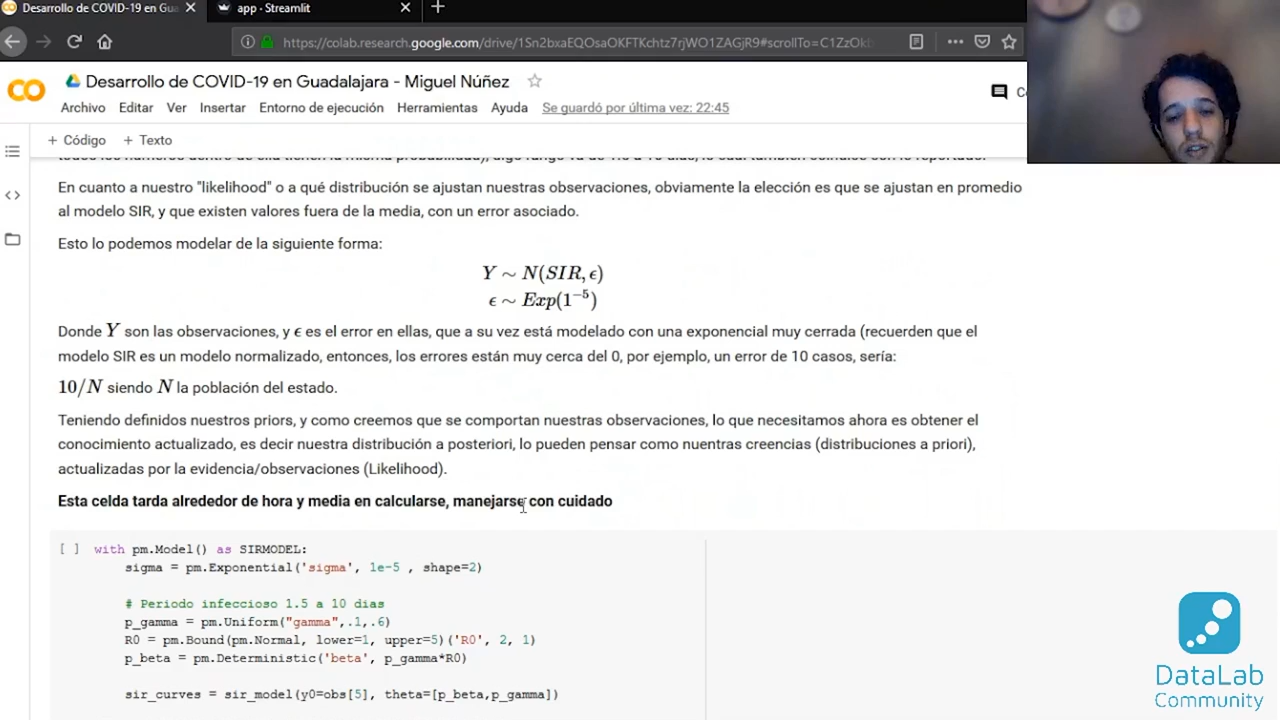 Desarrollo de COVID-19 en Gua
app - Streamlit
https://colab.research.google.com/drive/1Sn2bxaEQOsaOKFTKchtz7rjWO1ZAGjR9#scrollTo=C1ZzOkb
Desarrollo de COVID-19 en Guadalajara - Miguel Núñez
Archivo Editar Ver Insertar Entorno de ejecución Herramientas Ayuda Se guardó por última vez: 22:45
+ Código + Texto
En cuanto a nuestro "likelihood" o a qué distribución se ajustan nuestras observaciones, obviamente la elección es que se ajustan en promedio
al modelo SIR, y que existen valores fuera de la media, con un error asociado.
Esto lo podemos modelar de la siguiente forma:
Y ∼ N(SIR, ϵ)
ϵ ∼ Exp(1⁻⁵)
Donde Y son las observaciones, y ϵ es el error en ellas, que a su vez está modelado con una exponencial muy cerrada (recuerden que el
modelo SIR es un modelo normalizado, entonces, los errores están muy cerca del 0, por ejemplo, un error de 10 casos, sería:
10/N siendo N la población del estado.
Teniendo definidos nuestros priors, y como creemos que se comportan nuestras observaciones, lo que necesitamos ahora es obtener el
conocimiento actualizado, es decir nuestra distribución a posteriori, lo pueden pensar como nuentras creencias (distribuciones a priori),
actualizadas por la evidencia/observaciones (Likelihood).
Esta celda tarda alrededor de hora y media en calcularse, manejarse con cuidado
[ ] with pm.Model() as SIRMODEL:
sigma = pm.Exponential('sigma', 1e-5 , shape=2)
# Periodo infeccioso 1.5 a 10 dias
p_gamma = pm.Uniform("gamma",.1,.6)
R0 = pm.Bound(pm.Normal, lower=1, upper=5)('R0', 2, 1)
p_beta = pm.Deterministic('beta', p_gamma*R0)
sir_curves = sir_model(y0=obs[5], theta=[p_beta,p_gamma])
DataLab
Community